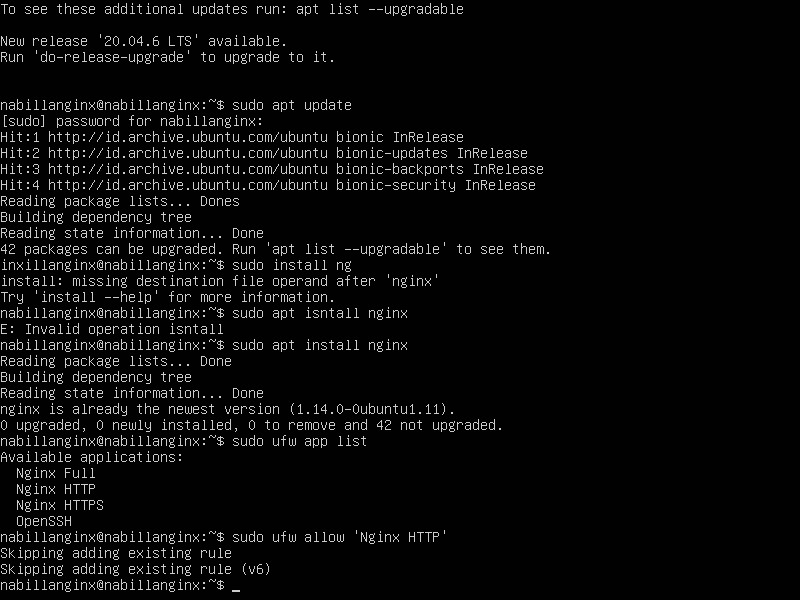 To see these additional updates run: apt list --upgradable
New release '20.04.6 LTS' available.
Run 'do-release-upgrade' to upgrade to it.
nabillanginx@nabillanginx:~$ sudo apt update
[sudo] password for nabillanginx:
Hit:1 http://id.archive.ubuntu.com/ubuntu bionic InRelease
Hit:2 http://id.archive.ubuntu.com/ubuntu bionic-updates InRelease
Hit:3 http://id.archive.ubuntu.com/ubuntu bionic-backports InRelease
Hit:4 http://id.archive.ubuntu.com/ubuntu bionic-security InRelease
Reading package lists... Dones
Building dependency tree
Reading state information... Done
42 packages can be upgraded. Run 'apt list --upgradable' to see them.
inxillanginx@nabillanginx:~$ sudo install ng
install: missing destination file operand after 'nginx'
Try 'install --help' for more information.
nabillanginx@nabillanginx:~$ sudo apt isntall nginx
E: Invalid operation isntall
nabillanginx@nabillanginx:~$ sudo apt install nginx
Reading package lists... Done
Building dependency tree
Reading state information... Done
nginx is already the newest version (1.14.0-0ubuntu1.11).
0 upgraded, 0 newly installed, 0 to remove and 42 not upgraded.
nabillanginx@nabillanginx:~$ sudo ufw app list
Available applications:
  Nginx Full
  Nginx HTTP
  Nginx HTTPS
  OpenSSH
nabillanginx@nabillanginx:~$ sudo ufw allow 'Nginx HTTP'
Skipping adding existing rule
Skipping adding existing rule (v6)
nabillanginx@nabillanginx:~$ _